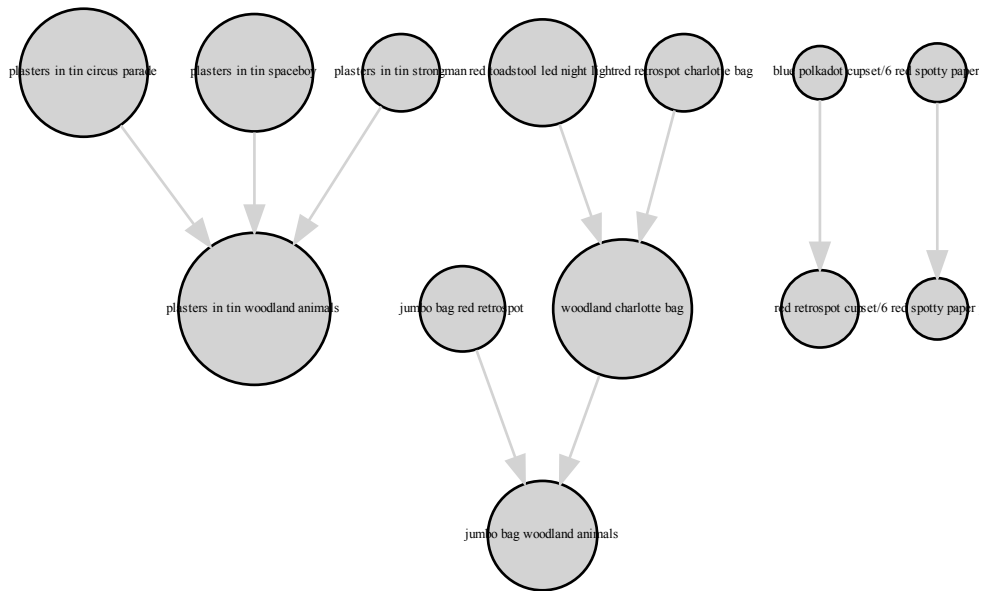 plasters in tin circus parade
plasters in tin spaceboy
plasters in tin strongman
red toadstool led night light
red retrospot charlotte bag
blue polkadot cup
set/6 red spotty paper
plasters in tin woodland animals
jumbo bag red retrospot
woodland charlotte bag
red retrospot cup
set/6 red spotty paper
jumbo bag woodland animals